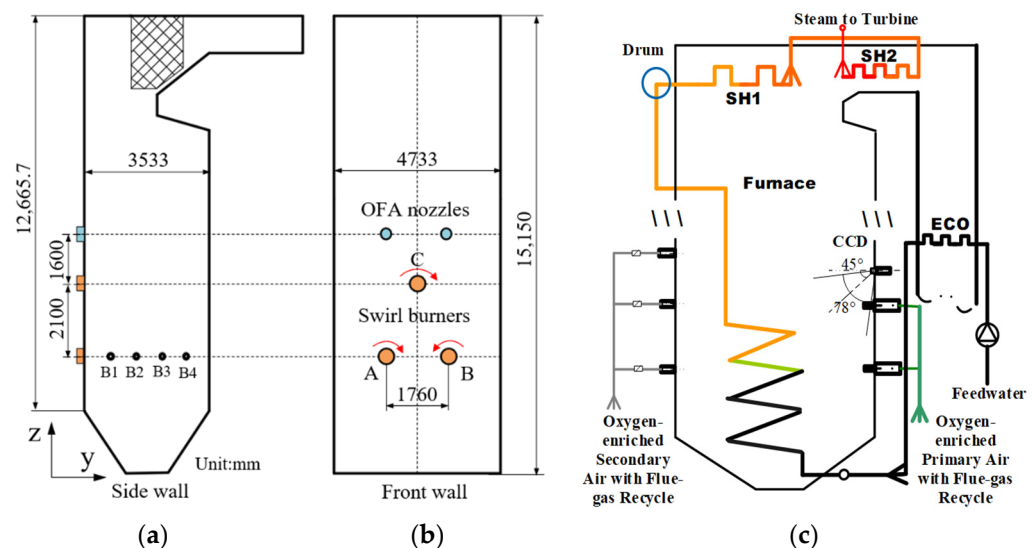 (a)
12,665.7
3533
1600
2100
B1 B2 B3 B4
z
y
Unit:mm
Side wall
(b)
4733
OFA nozzles
C
Swirl burners
A
B
1760
15,150
Front wall
Steam to Turbine
Drum
SH1
SH2
Furnace
ECO
CCD
45°
78°
Feedwater
Oxygen-
enriched
Secondary
Air with Flue-
gas Recycle
Oxygen-
enriched
Primary Air
with Flue-gas
Recycle
(a)
(b)
(c)